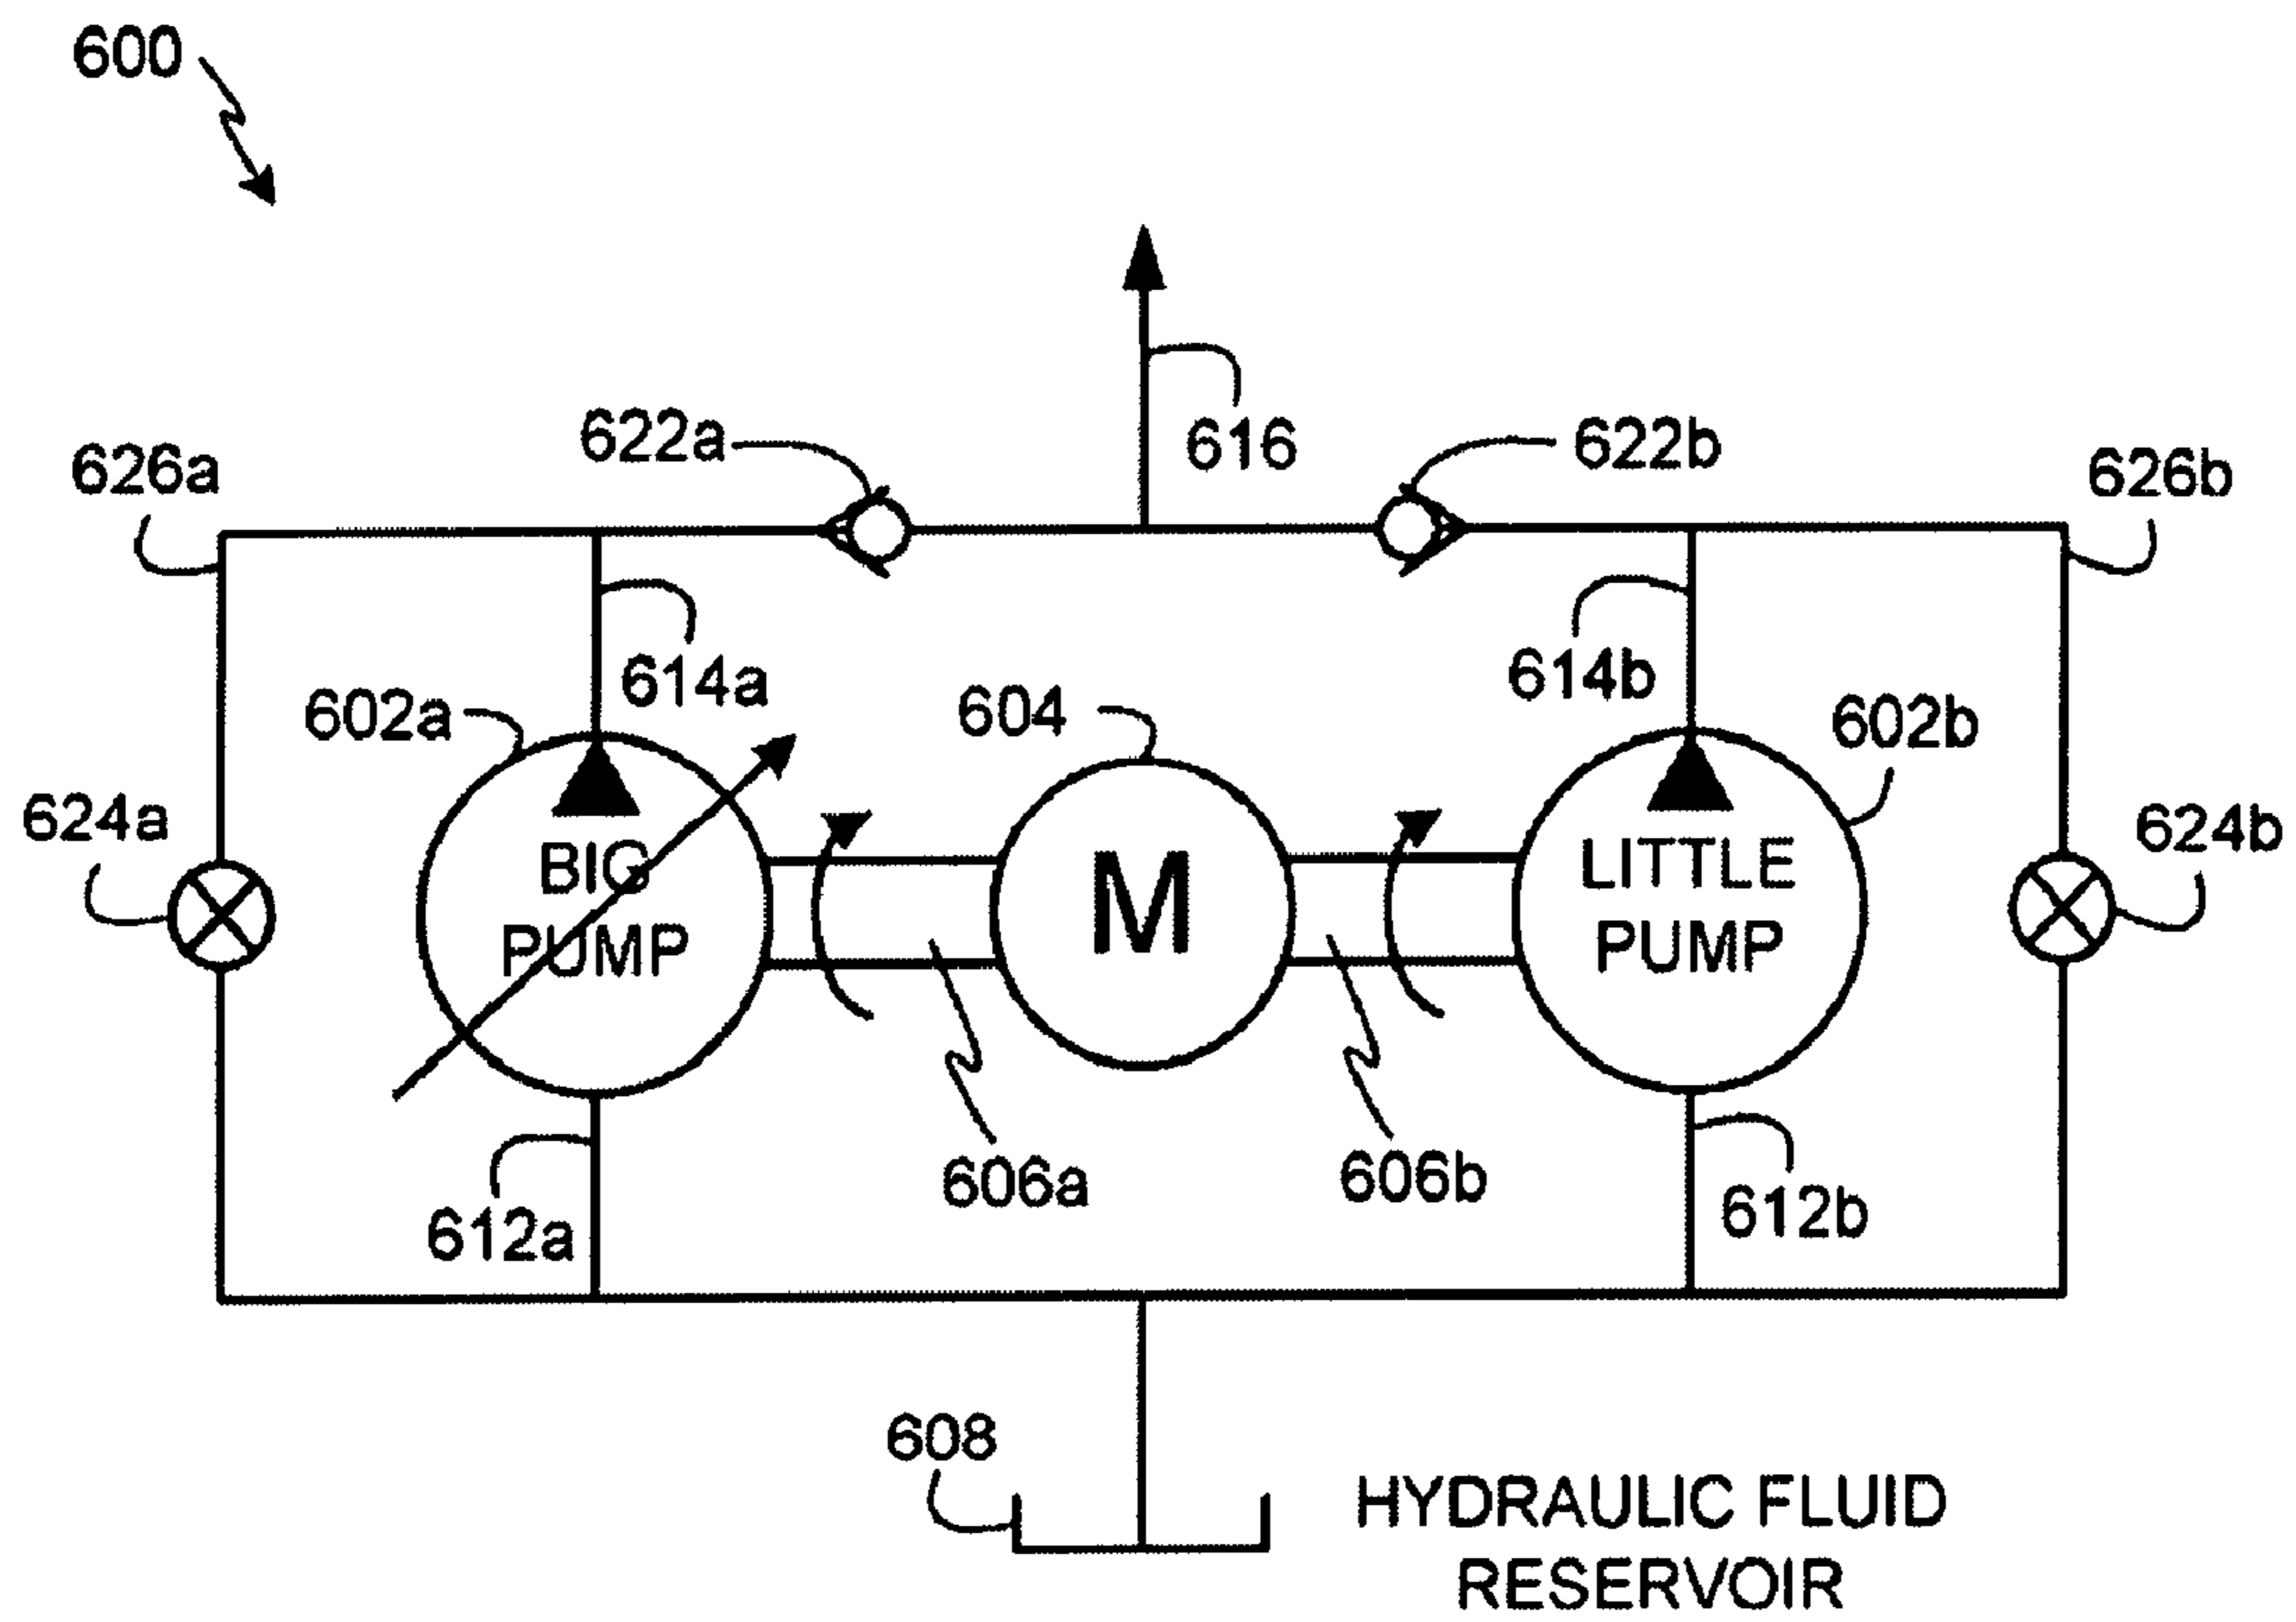 600
616
622a
622b
626a
626b
614a
614b
602a
604
602b
624a
BIG
PUMP
M
LITTLE
PUMP
624b
606a
606b
612a
612b
608
HYDRAULIC FLUID
RESERVOIR